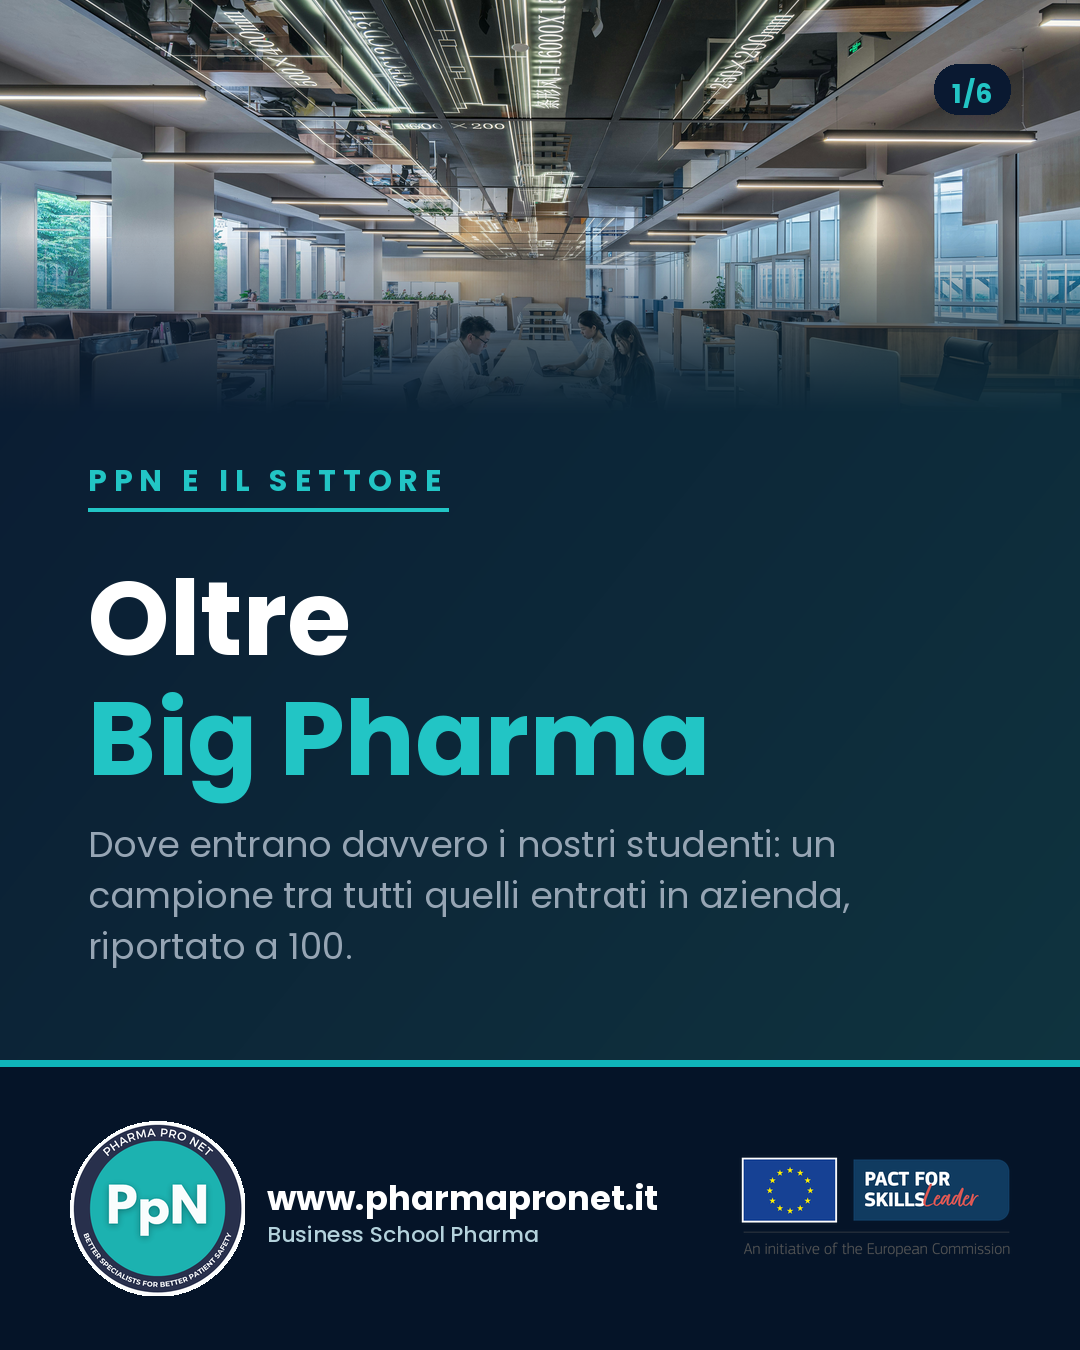 1600 X 200
1/6
PPN E IL SETTORE
Oltre
Big Pharma
Dove entrano davvero i nostri studenti: un
campione tra tutti quelli entrati in azienda,
riportato a 100.
PHARMA PRO NET
PpN
BETTER SPECIALISTS FOR BETTER PATIENT SAFETY
www.pharmapronet.it
Business School Pharma
PACT FOR
SKILLS Leader
An initiative of the European Commission